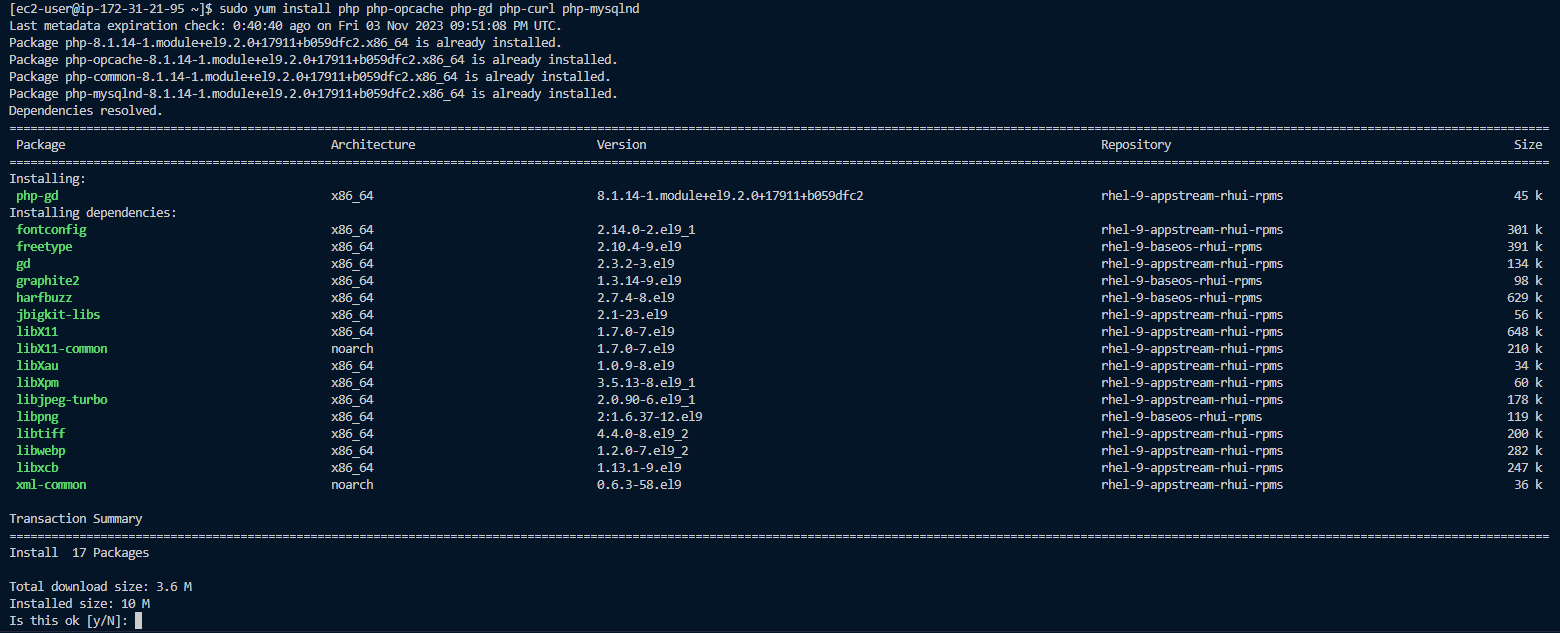 [ec2-user@ip-172-31-21-95 ~]$ sudo yum install php php-opcache php-gd php-curl php-mysqlnd
Last metadata expiration check: 0:40:40 ago on Fri 03 Nov 2023 09:51:08 PM UTC.
Package php-8.1.14-1.module+el9.2.0+17911+b059dfc2.x86_64 is already installed.
Package php-opcache-8.1.14-1.module+el9.2.0+17911+b059dfc2.x86_64 is already installed.
Package php-common-8.1.14-1.module+el9.2.0+17911+b059dfc2.x86_64 is already installed.
Package php-mysqlnd-8.1.14-1.module+el9.2.0+17911+b059dfc2.x86_64 is already installed.
Dependencies resolved.
Package Architecture Version Repository Size
Installing:
php-gd x86_64 8.1.14-1.module+el9.2.0+17911+b059dfc2 rhel-9-appstream-rhui-rpms 45 k
Installing dependencies:
fontconfig x86_64 2.14.0-2.el9_1 rhel-9-appstream-rhui-rpms 301 k
freetype x86_64 2.10.4-9.el9 rhel-9-baseos-rhui-rpms 391 k
gd x86_64 2.3.2-3.el9 rhel-9-appstream-rhui-rpms 134 k
graphite2 x86_64 1.3.14-9.el9 rhel-9-baseos-rhui-rpms 98 k
harfbuzz x86_64 2.7.4-8.el9 rhel-9-baseos-rhui-rpms 629 k
jbigkit-libs x86_64 2.1-23.el9 rhel-9-appstream-rhui-rpms 56 k
libX11 x86_64 1.7.0-7.el9 rhel-9-appstream-rhui-rpms 648 k
libX11-common noarch 1.7.0-7.el9 rhel-9-appstream-rhui-rpms 210 k
libXau x86_64 1.0.9-8.el9 rhel-9-appstream-rhui-rpms 34 k
libXpm x86_64 3.5.13-8.el9_1 rhel-9-appstream-rhui-rpms 60 k
libjpeg-turbo x86_64 2.0.90-6.el9_1 rhel-9-appstream-rhui-rpms 178 k
libpng x86_64 2:1.6.37-12.el9 rhel-9-baseos-rhui-rpms 119 k
libtiff x86_64 4.4.0-8.el9_2 rhel-9-appstream-rhui-rpms 200 k
libwebp x86_64 1.2.0-7.el9_2 rhel-9-appstream-rhui-rpms 282 k
libxcb x86_64 1.13.1-9.el9 rhel-9-appstream-rhui-rpms 247 k
xml-common noarch 0.6.3-58.el9 rhel-9-appstream-rhui-rpms 36 k
Transaction Summary
Install 17 Packages
Total download size: 3.6 M
Installed size: 10 M
Is this ok [y/N]: